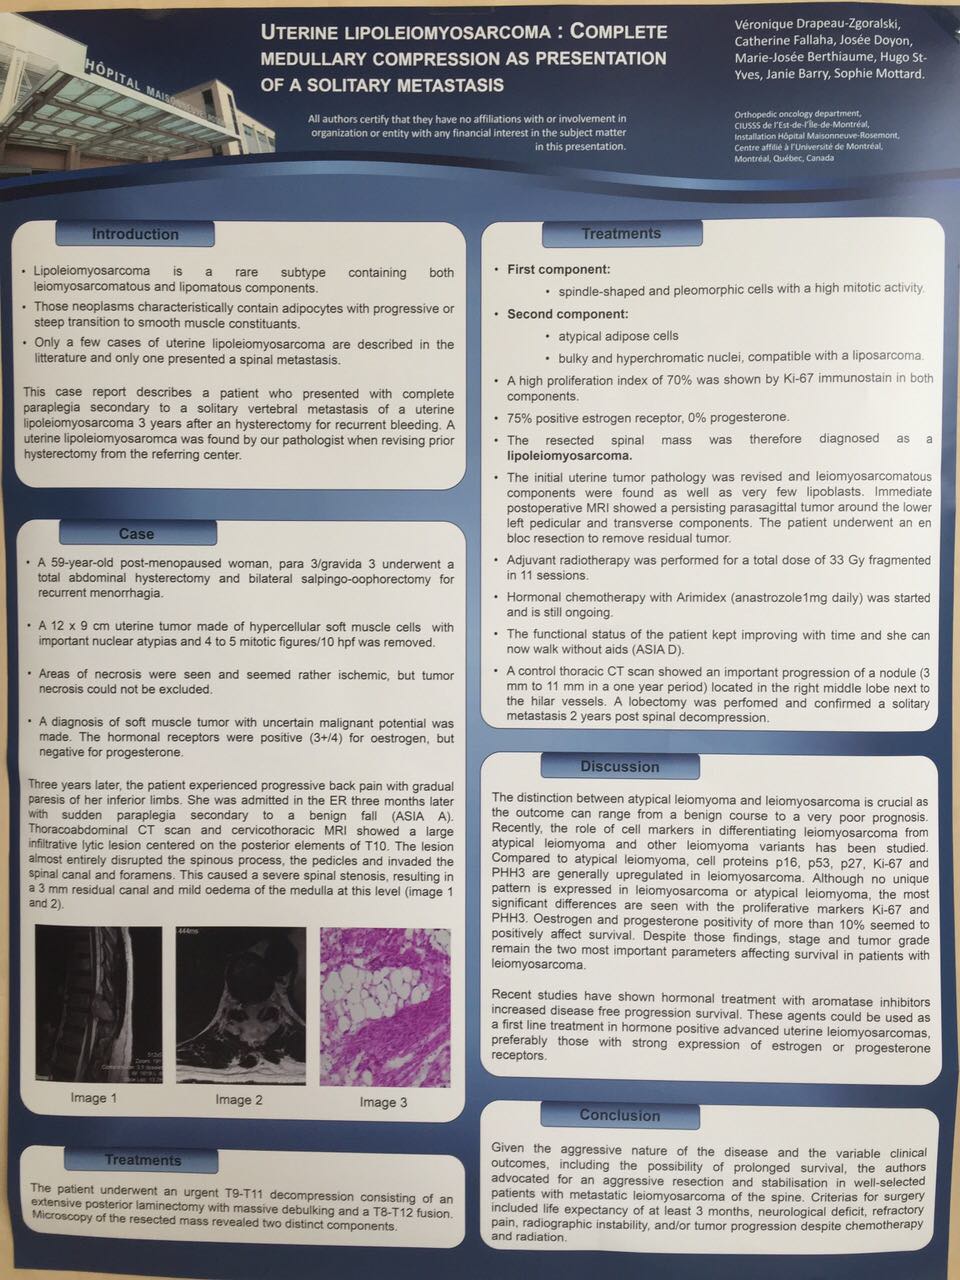 UTERINE LIPOLEIOMYOSARCOMA : COMPLETE
MEDULLARY COMPRESSION AS PRESENTATION
OF A SOLITARY METASTASIS
All authors certify that they have no affiliations with or involvement in
organization or entity with any financial interest in the subject matter
in this presentation.
Véronique Drapeau-Zgoralski,
Catherine Fallaha, Josée Doyon,
Marie-Josée Berthiaume, Hugo St-
Yves, Janie Barry, Sophie Mottard.
Orthopedic oncology department,
CIUSSS de l'Est-de-l'Île-de-Montréal,
Installation Hôpital Maisonneuve-Rosemont,
Centre affilié à l'Université de Montréal,
Montréal, Québec, Canada
HÔPITAL
Introduction
• Lipoleiomyosarcoma is a rare subtype containing both
leiomyosarcomatous and lipomatous components.
• Those neoplasms characteristically contain adipocytes with progressive or
steep transition to smooth muscle constituents.
• Only a few cases of uterine lipoleiomyosarcoma are described in the
litterature and only one presented a spinal metastasis.
This case report describes a patient who presented with complete
paraplegia secondary to a solitary vertebral metastasis of a uterine
lipoleiomyosarcoma 3 years after an hysterectomy for recurrent bleeding. A
uterine lipoleiomyosaromca was found by our pathologist when revising prior
hysterectomy from the referring center.
Case
• A 59-year-old post-menopaused woman, para 3/gravida 3 underwent a
total abdominal hysterectomy and bilateral salpingo-oophorectomy for
recurrent menorrhagia.
• A 12 x 9 cm uterine tumor made of hypercellular soft muscle cells with
important nuclear atypias and 4 to 5 mitotic figures/10 hpf was removed.
• Areas of necrosis were seen and seemed rather ischemic, but tumor
necrosis could not be excluded.
• A diagnosis of soft muscle tumor with uncertain malignant potential was
made. The hormonal receptors were positive (3+/4) for oestrogen, but
negative for progesterone.
Three years later, the patient experienced progressive back pain with gradual
paresis of her inferior limbs. She was admitted in the ER three months later
with sudden paraplegia secondary to a benign fall (ASIA A).
Thoracoabdominal CT scan and cervicothoracic MRI showed a large
infiltrative lytic lesion centered on the posterior elements of T10. The lesion
almost entirely disrupted the spinous process, the pedicles and invaded the
spinal canal and foramens. This caused a severe spinal stenosis, resulting in
a 3 mm residual canal and mild oedema of the medulla at this level (image 1
and 2).
Image 1
Image 2
Image 3
Treatments
The patient underwent an urgent T9-T11 decompression consisting of an
extensive posterior laminectomy with massive debulking and a T8-T12 fusion.
Microscopy of the resected mass revealed two distinct components.
Treatments
• First component:
• spindle-shaped and pleomorphic cells with a high mitotic activity.
• Second component:
• atypical adipose cells
• bulky and hyperchromatic nuclei, compatible with a liposarcoma.
• A high proliferation index of 70% was shown by Ki-67 immunostain in both
components.
• 75% positive estrogen receptor, 0% progesterone.
• The resected spinal mass was therefore diagnosed as a
lipoleiomyosarcoma.
• The initial uterine tumor pathology was revised and leiomyosarcomatous
components were found as well as very few lipoblasts. Immediate
postoperative MRI showed a persisting parasagittal tumor around the lower
left pedicular and transverse components. The patient underwent an en
bloc resection to remove residual tumor.
• Adjuvant radiotherapy was performed for a total dose of 33 Gy fragmented
in 11 sessions.
• Hormonal chemotherapy with Arimidex (anastrozole1mg daily) was started
and is still ongoing.
• The functional status of the patient kept improving with time and she can
now walk without aids (ASIA D).
• A control thoracic CT scan showed an important progression of a nodule (3
mm to 11 mm in a one year period) located in the right middle lobe next to
the hilar vessels. A lobectomy was perfomed and confirmed a solitary
metastasis 2 years post spinal decompression.
Discussion
The distinction between atypical leiomyoma and leiomyosarcoma is crucial as
the outcome can range from a benign course to a very poor prognosis.
Recently, the role of cell markers in differentiating leiomyosarcoma from
atypical leiomyoma and other leiomyoma variants has been studied.
Compared to atypical leiomyoma, cell proteins p16, p53, p27, Ki-67 and
PHH3 are generally upregulated in leiomyosarcoma. Although no unique
pattern is expressed in leiomyosarcoma or atypical leiomyoma, the most
significant differences are seen with the proliferative markers Ki-67 and
PHH3. Oestrogen and progesterone positivity of more than 10% seemed to
positively affect survival. Despite those findings, stage and tumor grade
remain the two most important parameters affecting survival in patients with
leiomyosarcoma.
Recent studies have shown hormonal treatment with aromatase inhibitors
increased disease free progression survival. These agents could be used as
a first line treatment in hormone positive advanced uterine leiomyosarcomas,
preferably those with strong expression of estrogen or progesterone
receptors.
Conclusion
Given the aggressive nature of the disease and the variable clinical
outcomes, including the possibility of prolonged survival, the authors
advocated for an aggressive resection and stabilisation in well-selected
patients with metastatic leiomyosarcoma of the spine. Criterias for surgery
included life expectancy of at least 3 months, neurological deficit, refractory
pain, radiographic instability, and/or tumor progression despite chemotherapy
and radiation.